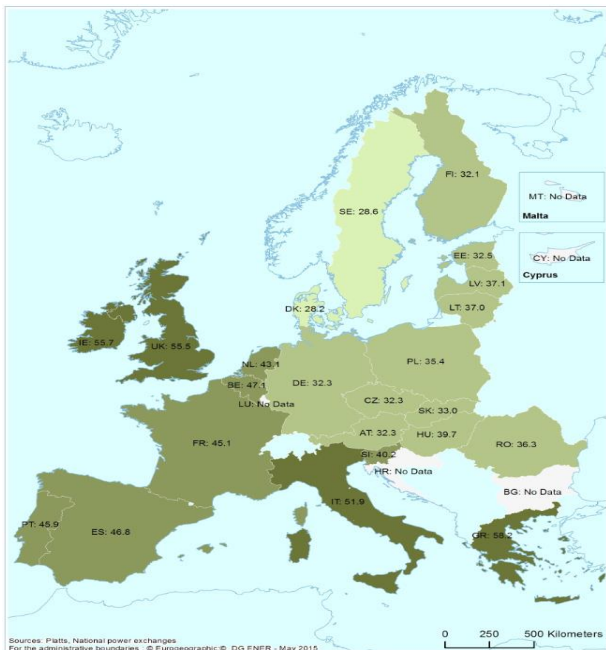 FI: 32.1
MT: No Data
Malta
SE: 28.6
CY: No Data
Cyprus
EE: 32.5
LV: 37.1
LT: 37.0
DK: 28.2
IE: 55.7
UK: 55.5
NL: 43.1
BE: 47.1
LU: No Data
DE: 32.3
PL: 35.4
CZ: 32.3
SK: 33.0
AT: 32.3
HU: 39.7
RO: 36.3
FR: 45.1
SI: 40.2
HR: No Data
BG: No Data
IT: 51.9
PT: 45.9
ES: 46.8
GR: 58.2
Sources: Platts, National power exchanges
For the administrative boundaries : © Eurogeographic © DG ENER - May 2015
0 250 500 Kilometers